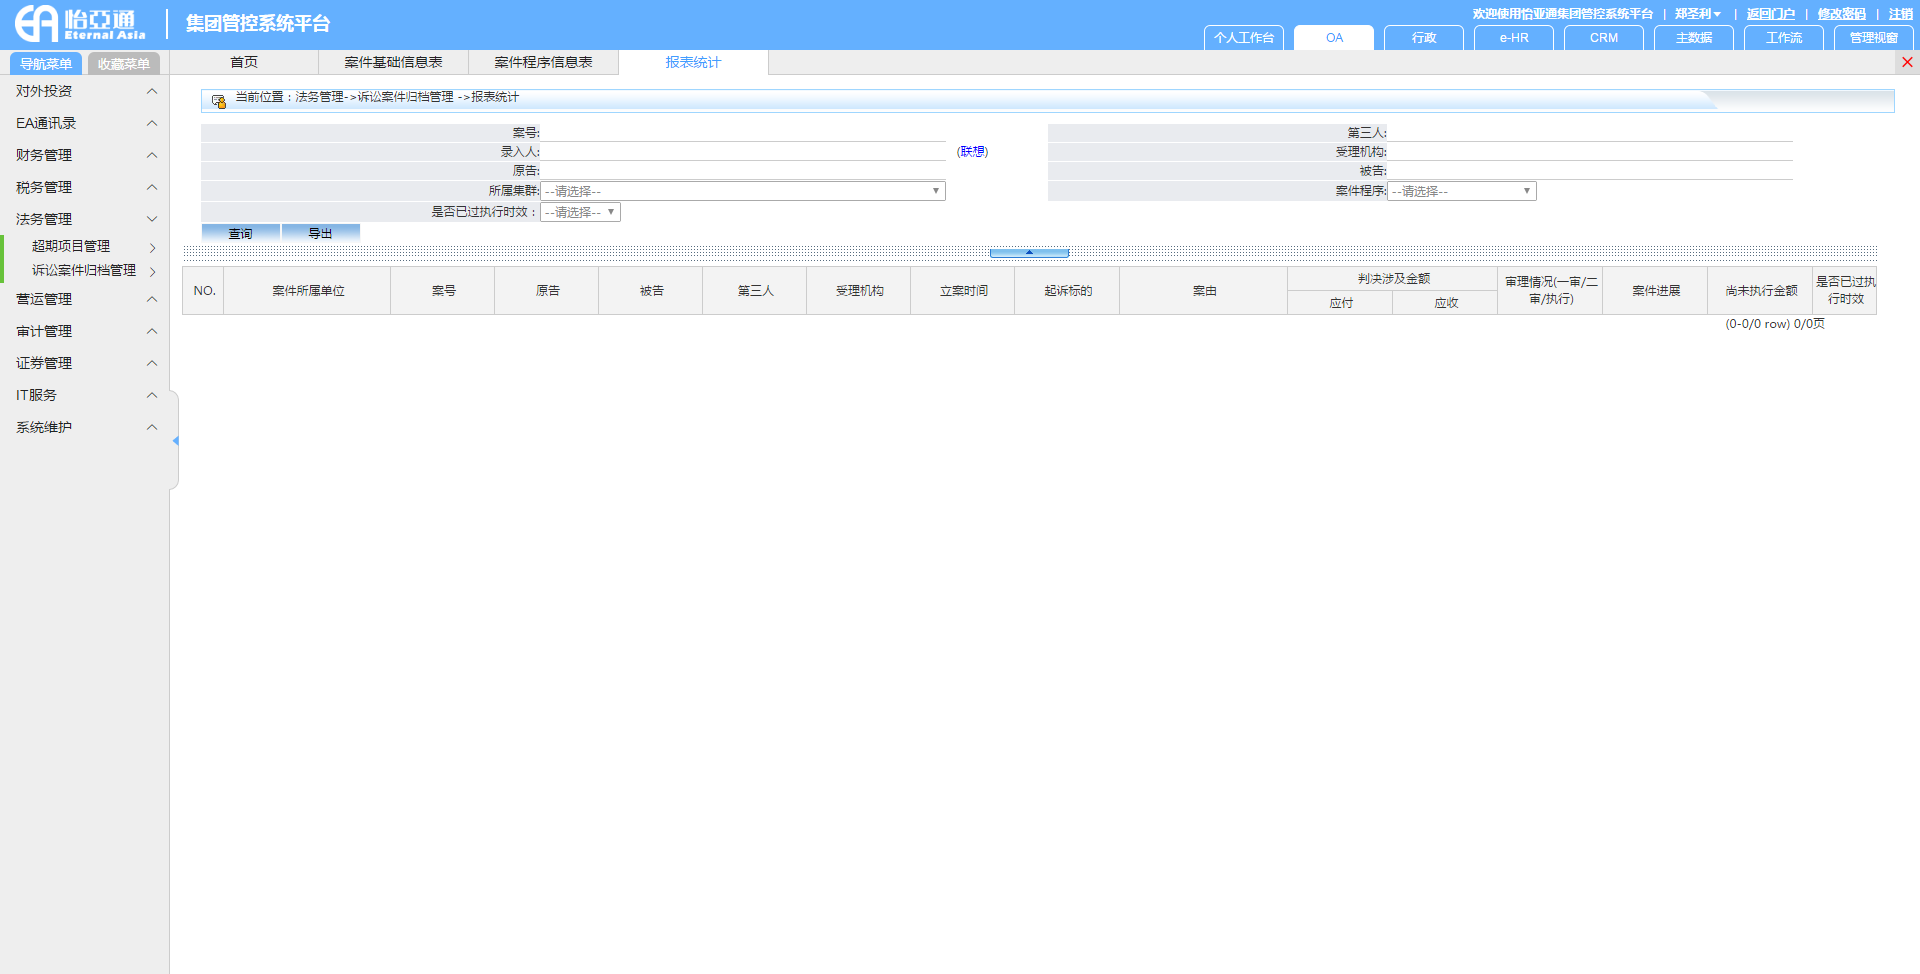 怡亞通
Eternal Asia
集团管控系统平台
欢迎使用怡亚通集团管控系统平台 | 郑圣利 | 返回门户 | 修改密码 | 注销
个人工作台 OA 行政 e-HR CRM 主数据 工作流 管理视窗
导航菜单 收藏菜单 首页 案件基础信息表 案件程序信息表 报表统计
对外投资
EA通讯录
财务管理
税务管理
法务管理
超期项目管理
诉讼案件归档管理
营运管理
审计管理
证券管理
IT服务
系统维护
当前位置：法务管理->诉讼案件归档管理 ->报表统计
案号: 第三人:
录入人: (联想) 受理机构:
原告: 被告:
所属集群: --请选择-- 案件程序: --请选择--
是否已过执行时效： --请选择--
查询 导出
NO. 案件所属单位 案号 原告 被告 第三人 受理机构 立案时间 起诉标的 案由 判决涉及金额 应付 应收 审理情况(一审/二审/执行) 案件进展 尚未执行金额 是否已过执行时效
(0-0/0 row) 0/0页